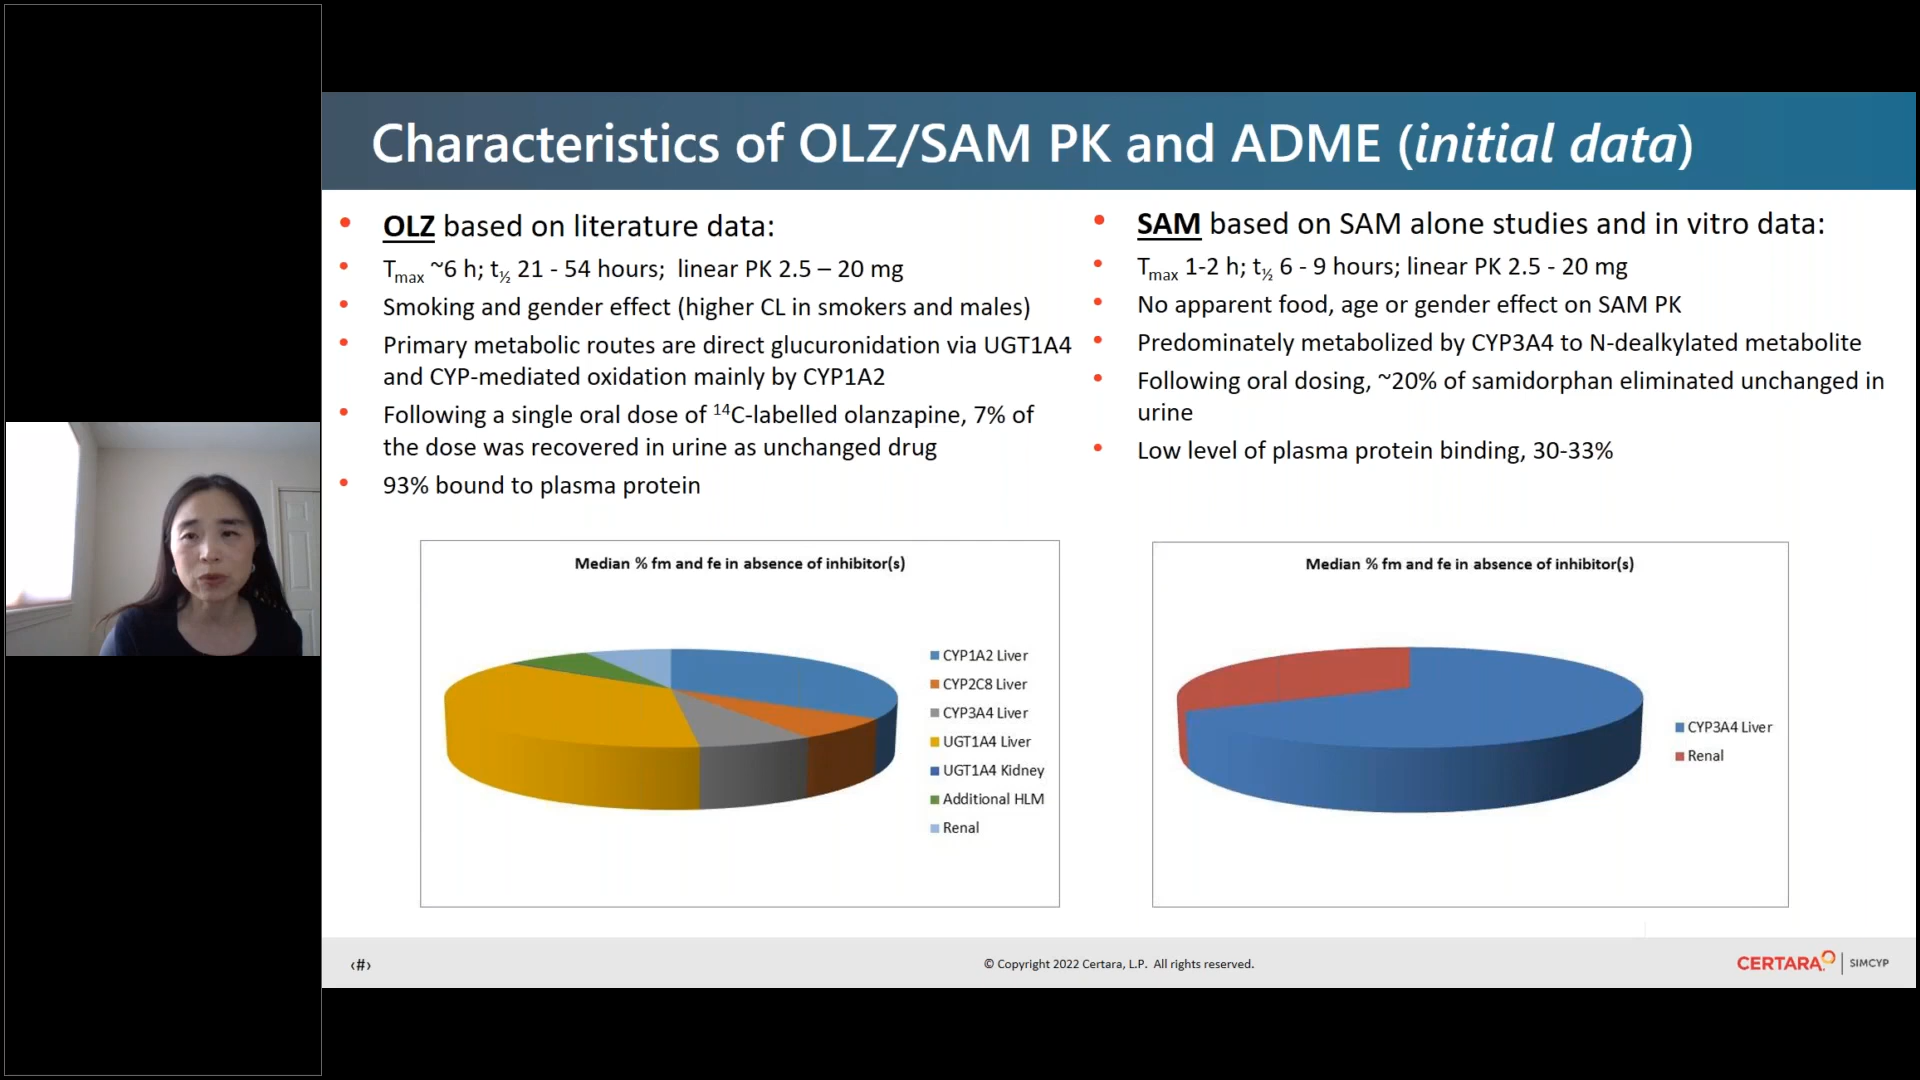 Characteristics of OLZ/SAM PK and ADME (initial data)
• OLZ based on literature data:
• Tmax ~6 h; t½ 21 - 54 hours; linear PK 2.5 – 20 mg
• Smoking and gender effect (higher CL in smokers and males)
• Primary metabolic routes are direct glucuronidation via UGT1A4
and CYP-mediated oxidation mainly by CYP1A2
• Following a single oral dose of 14C-labelled olanzapine, 7% of
the dose was recovered in urine as unchanged drug
• 93% bound to plasma protein
• SAM based on SAM alone studies and in vitro data:
• Tmax 1-2 h; t½ 6 - 9 hours; linear PK 2.5 - 20 mg
• No apparent food, age or gender effect on SAM PK
• Predominately metabolized by CYP3A4 to N-dealkylated metabolite
• Following oral dosing, ~20% of samidorphan eliminated unchanged in
urine
• Low level of plasma protein binding, 30-33%
Median % fm and fe in absence of inhibitor(s)
CYP1A2 Liver
CYP2C8 Liver
CYP3A4 Liver
UGT1A4 Liver
UGT1A4 Kidney
Additional HLM
Renal
Median % fm and fe in absence of inhibitor(s)
CYP3A4 Liver
Renal
‹#›
© Copyright 2022 Certara, L.P. All rights reserved.
CERTARA | SIMCYP